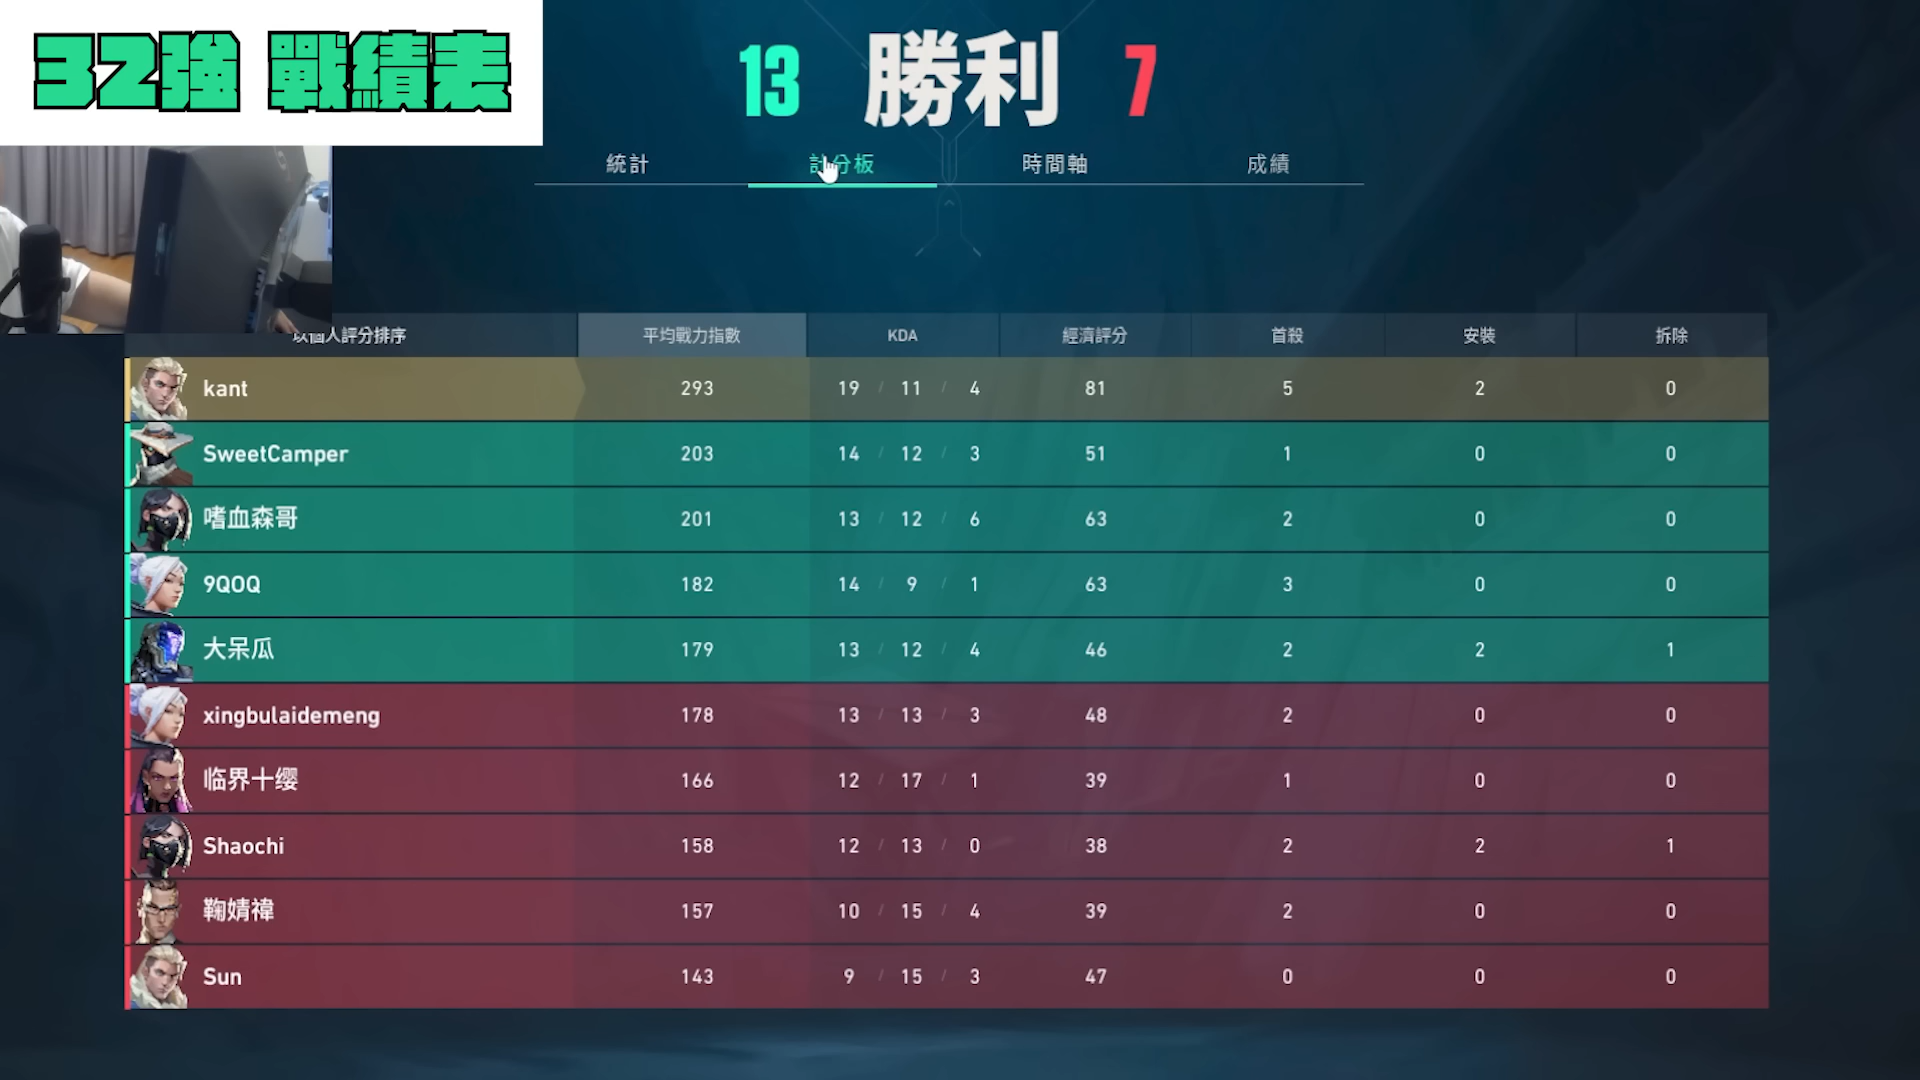 32強 戰績表
13 勝利 7
統計 計分板 時間軸 成績
以個人評分排序 平均戰力指數 KDA 經濟評分 首殺 安裝 拆除
kant 293 19 / 11 / 4 81 5 2 0
SweetCamper 203 14 / 12 / 3 51 1 0 0
嗜血森哥 201 13 / 12 / 6 63 2 0 0
9QOQ 182 14 / 9 / 1 63 3 0 0
大呆瓜 179 13 / 12 / 4 46 2 2 1
xingbulaidemeng 178 13 / 13 / 3 48 2 0 0
临界十缨 166 12 / 17 / 1 39 1 0 0
Shaochi 158 12 / 13 / 0 38 2 2 1
鞠婧禕 157 10 / 15 / 4 39 2 0 0
Sun 143 9 / 15 / 3 47 0 0 0